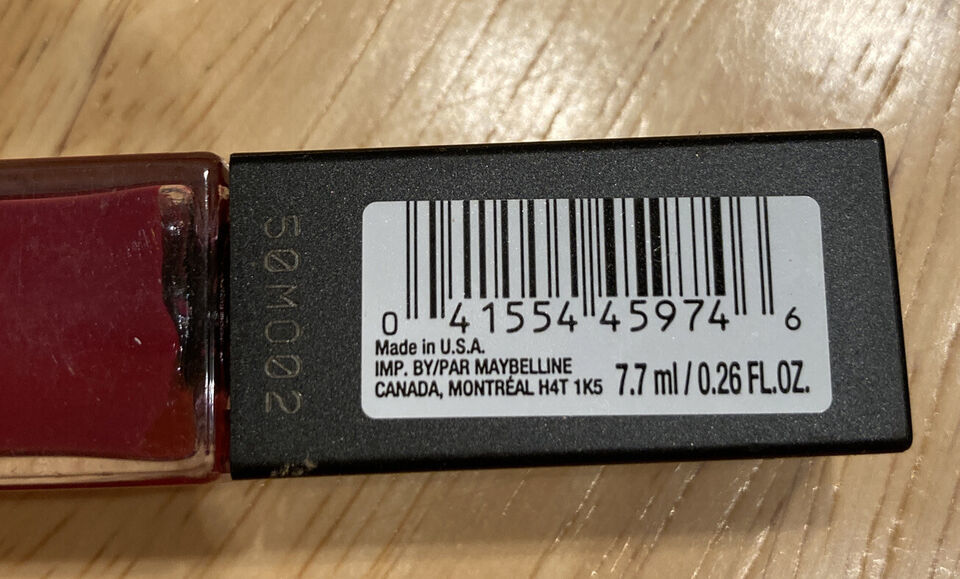 50M002
0 41554 45974 6
Made in U.S.A.
IMP. BY/PAR MAYBELLINE
CANADA, MONTRÉAL H4T 1K5 7.7 ml / 0.26 FL.OZ.